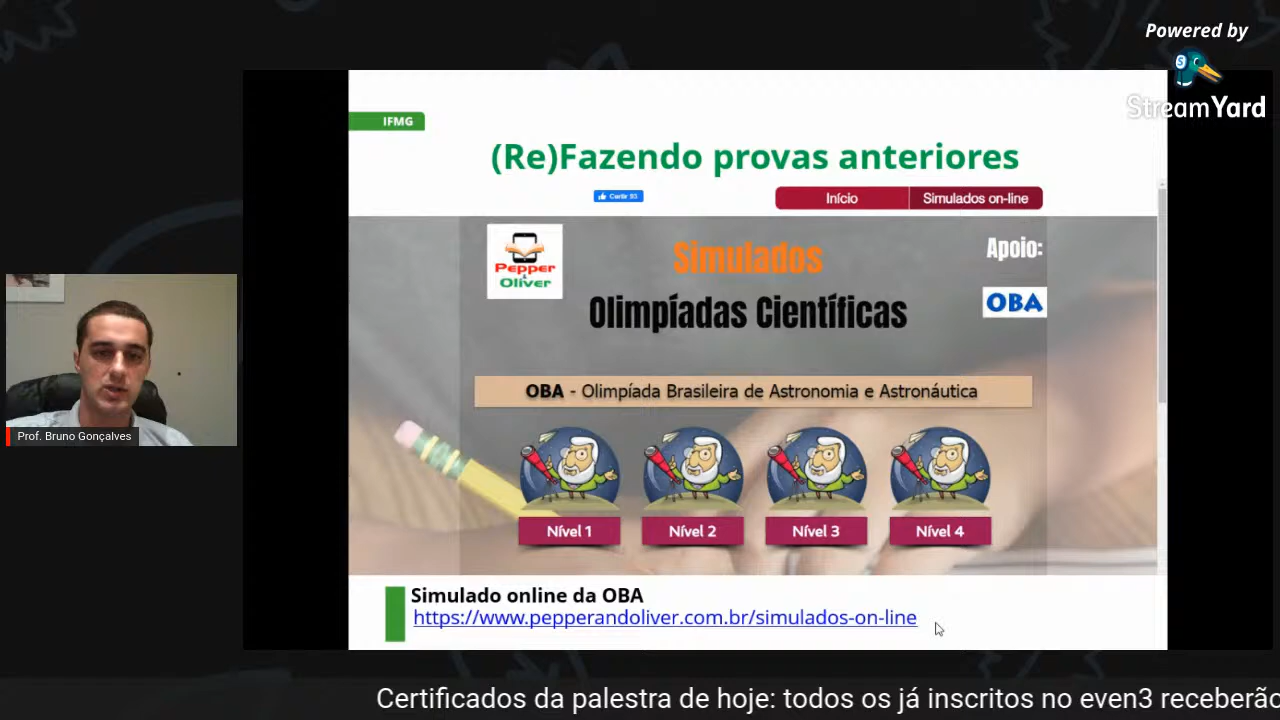 Powered by
StreamYard
IFMG
(Re)Fazendo provas anteriores
Curtir 93
Início
Simulados on-line
Pepper
&
Oliver
Simulados
Olimpíadas Científicas
Apoio:
OBA
OBA - Olimpíada Brasileira de Astronomia e Astronáutica
Nível 1
Nível 2
Nível 3
Nível 4
Prof. Bruno Gonçalves
Simulado online da OBA
https://www.pepperandoliver.com.br/simulados-on-line
Certificados da palestra de hoje: todos os já inscritos no even3 receberão